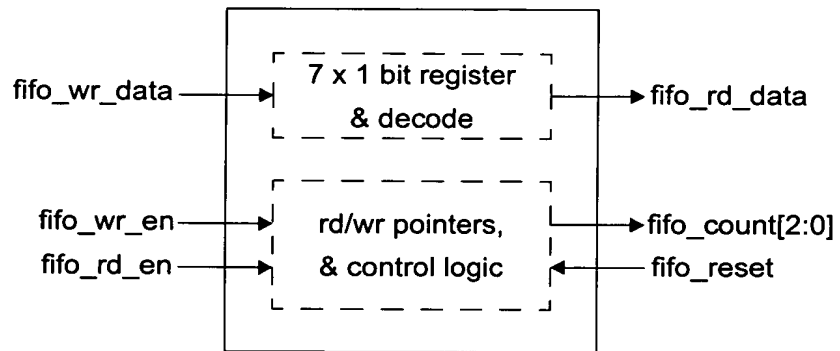 7 x 1 bit register
& decode
fifo_wr_data
fifo_rd_data
fifo_wr_en
fifo_rd_en
rd/wr pointers,
& control logic
fifo_count[2:0]
fifo_reset